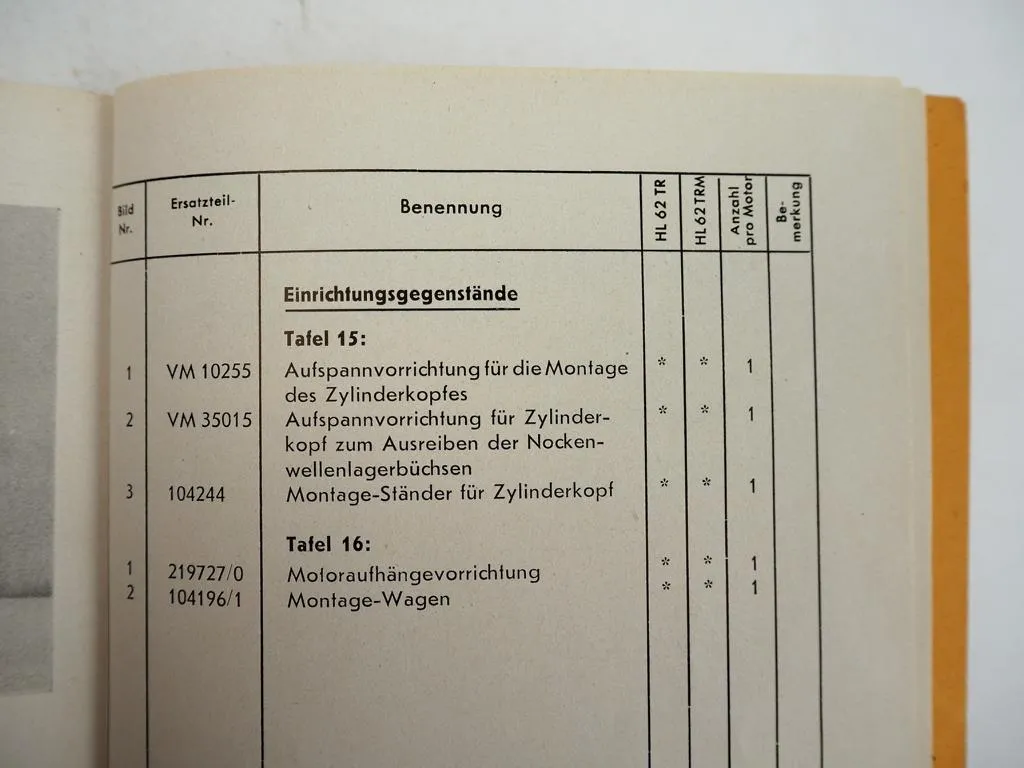 Bild Nr.
Ersatzteil-
Nr.
Benennung
HL 62 TR
HL 62 TRM
Anzahl
pro Motor
Be-
merkung
Einrichtungsgegenstände
Tafel 15:
1 VM 10255 Aufspannvorrichtung für die Montage * * 1
des Zylinderkopfes
2 VM 35015 Aufspannvorrichtung für Zylinder- * * 1
kopf zum Ausreiben der Nocken-
wellenlagerbüchsen
3 104244 Montage-Ständer für Zylinderkopf * * 1
Tafel 16:
1 219727/0 Motoraufhängevorrichtung * * 1
2 104196/1 Montage-Wagen * * 1